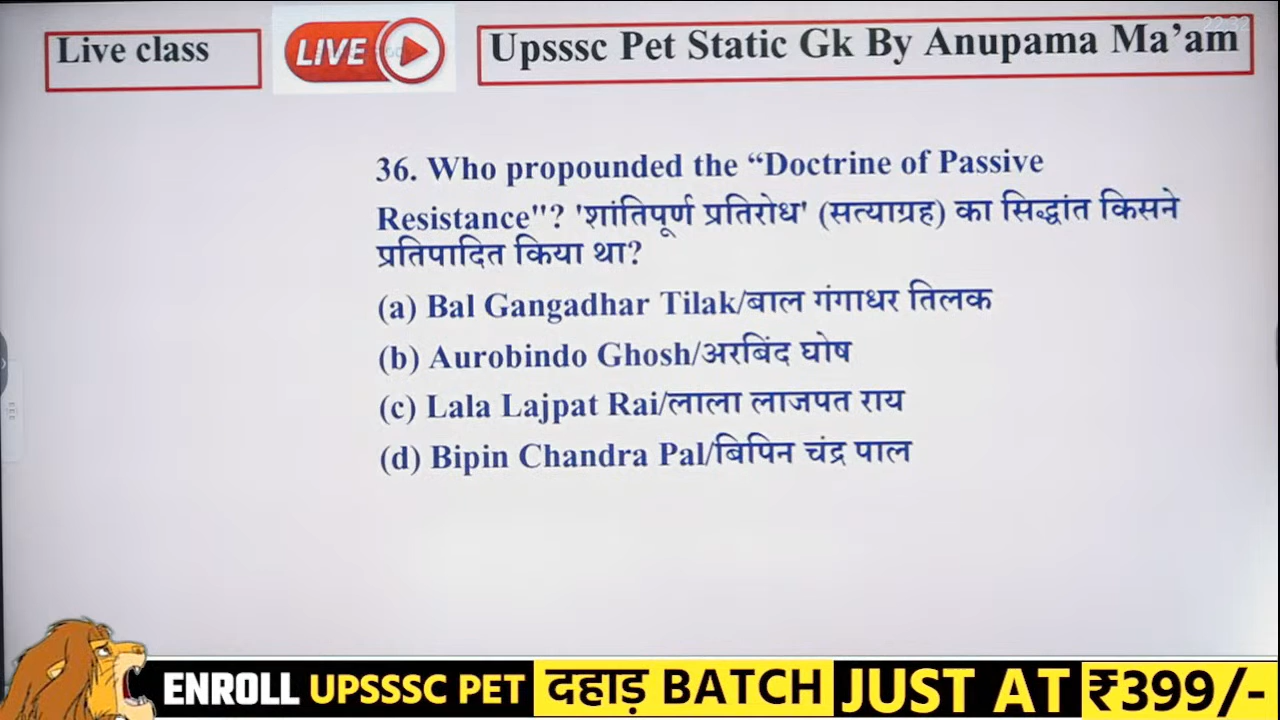 22:32
Live class
LIVE
Upsssc Pet Static Gk By Anupama Ma’am
36. Who propounded the “Doctrine of Passive
Resistance"? 'शांतिपूर्ण प्रतिरोध' (सत्याग्रह) का सिद्धांत किसने
प्रतिपादित किया था?
(a) Bal Gangadhar Tilak/बाल गंगाधर तिलक
(b) Aurobindo Ghosh/अरबिंद घोष
(c) Lala Lajpat Rai/लाला लाजपत राय
(d) Bipin Chandra Pal/बिपिन चंद्र पाल
ENROLL UPSSSC PET दहाड़ BATCH JUST AT ₹399/-